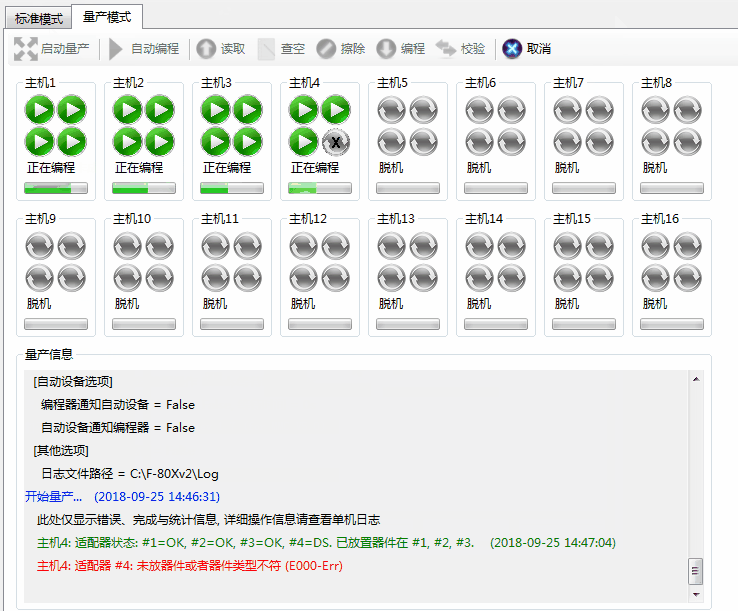 标准模式 量产模式
启动量产 自动编程 读取 查空 擦除 编程 校验 取消
主机1 主机2 主机3 主机4 主机5 主机6 主机7 主机8
X
正在编程 正在编程 正在编程 正在编程 脱机 脱机 脱机 脱机
主机9 主机10 主机11 主机12 主机13 主机14 主机15 主机16
脱机 脱机 脱机 脱机 脱机 脱机 脱机 脱机
量产信息
[自动设备选项]
编程器通知自动设备 = False
自动设备通知编程器 = False
[其他选项]
日志文件路径 = C:\F-80Xv2\Log
开始量产... (2018-09-25 14:46:31)
此处仅显示错误、完成与统计信息, 详细操作信息请查看单机日志
主机4: 适配器状态: #1=OK, #2=OK, #3=OK, #4=DS. 已放置器件在 #1, #2, #3. (2018-09-25 14:47:04)
主机4: 适配器 #4: 未放器件或者器件类型不符 (E000-Err)